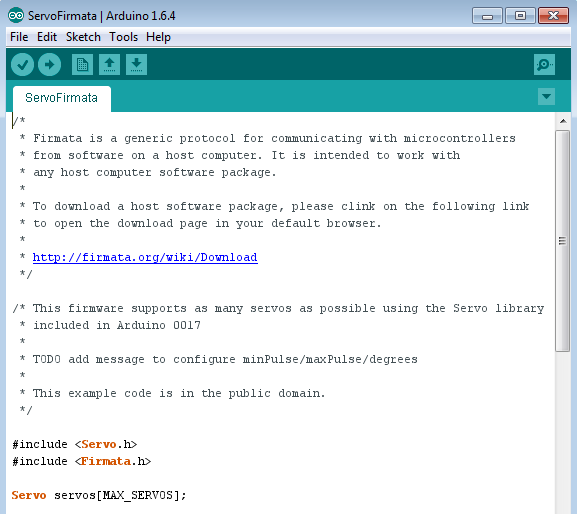 ServoFirmata | Arduino 1.6.4
File Edit Sketch Tools Help
ServoFirmata
/*
 * Firmata is a generic protocol for communicating with microcontrollers
 * from software on a host computer. It is intended to work with
 * any host computer software package.
 *
 * To download a host software package, please clink on the following link
 * to open the download page in your default browser.
 *
 * http://firmata.org/wiki/Download
 */
/* This firmware supports as many servos as possible using the Servo library
 * included in Arduino 0017
 *
 * TODO add message to configure minPulse/maxPulse/degrees
 *
 * This example code is in the public domain.
 */
#include <Servo.h>
#include <Firmata.h>
Servo servos[MAX_SERVOS];